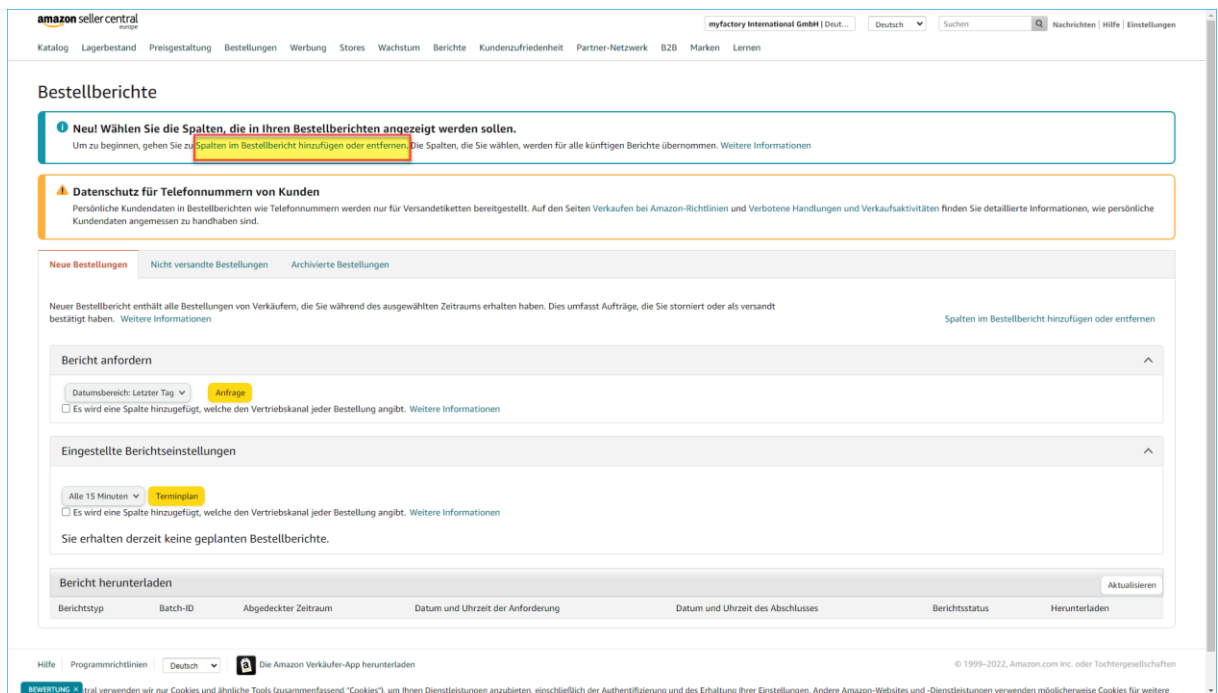 amazon seller central
europe
myfactory International GmbH | Deut...
Deutsch
Suchen
Nachrichten | Hilfe | Einstellungen
Katalog Lagerbestand Preisgestaltung Bestellungen Werbung Stores Wachstum Berichte Kundenzufriedenheit Partner-Netzwerk B2B Marken Lernen
Bestellberichte
Neu! Wählen Sie die Spalten, die in Ihren Bestellberichten angezeigt werden sollen.
Um zu beginnen, gehen Sie zu Spalten im Bestellbericht hinzufügen oder entfernen. Die Spalten, die Sie wählen, werden für alle künftigen Berichte übernommen. Weitere Informationen
Datenschutz für Telefonnummern von Kunden
Persönliche Kundendaten in Bestellberichten wie Telefonnummern werden nur für Versandetiketten bereitgestellt. Auf den Seiten Verkaufen bei Amazon-Richtlinien und Verbotene Handlungen und Verkaufsaktivitäten finden Sie detaillierte Informationen, wie persönliche
Kundendaten angemessen zu handhaben sind.
Neue Bestellungen Nicht versandte Bestellungen Archivierte Bestellungen
Neuer Bestellbericht enthält alle Bestellungen von Verkäufern, die Sie während des ausgewählten Zeitraums erhalten haben. Dies umfasst Aufträge, die Sie storniert oder als versandt
bestätigt haben. Weitere Informationen
Spalten im Bestellbericht hinzufügen oder entfernen
Bericht anfordern
Datumsbereich: Letzter Tag Anfrage
Es wird eine Spalte hinzugefügt, welche den Vertriebskanal jeder Bestellung angibt. Weitere Informationen
Eingestellte Berichtseinstellungen
Alle 15 Minuten Terminplan
Es wird eine Spalte hinzugefügt, welche den Vertriebskanal jeder Bestellung angibt. Weitere Informationen
Sie erhalten derzeit keine geplanten Bestellberichte.
Bericht herunterladen
Aktualisieren
Berichtstyp Batch-ID Abgedeckter Zeitraum Datum und Uhrzeit der Anforderung Datum und Uhrzeit des Abschlusses Berichtsstatus Herunterladen
Hilfe Programmrichtlinien Deutsch a Die Amazon Verkäufer-App herunterladen © 1999-2022, Amazon.com Inc. oder Tochtergesellschaften
BEWERTUNG × tral verwenden wir nur Cookies und ähnliche Tools (zusammenfassend "Cookies"), um Ihnen Dienstleistungen anzubieten, einschließlich der Authentifizierung und des Erhaltung Ihrer Einstellungen. Andere Amazon-Websites und -Dienstleistungen verwenden möglicherweise Cookies für weitere